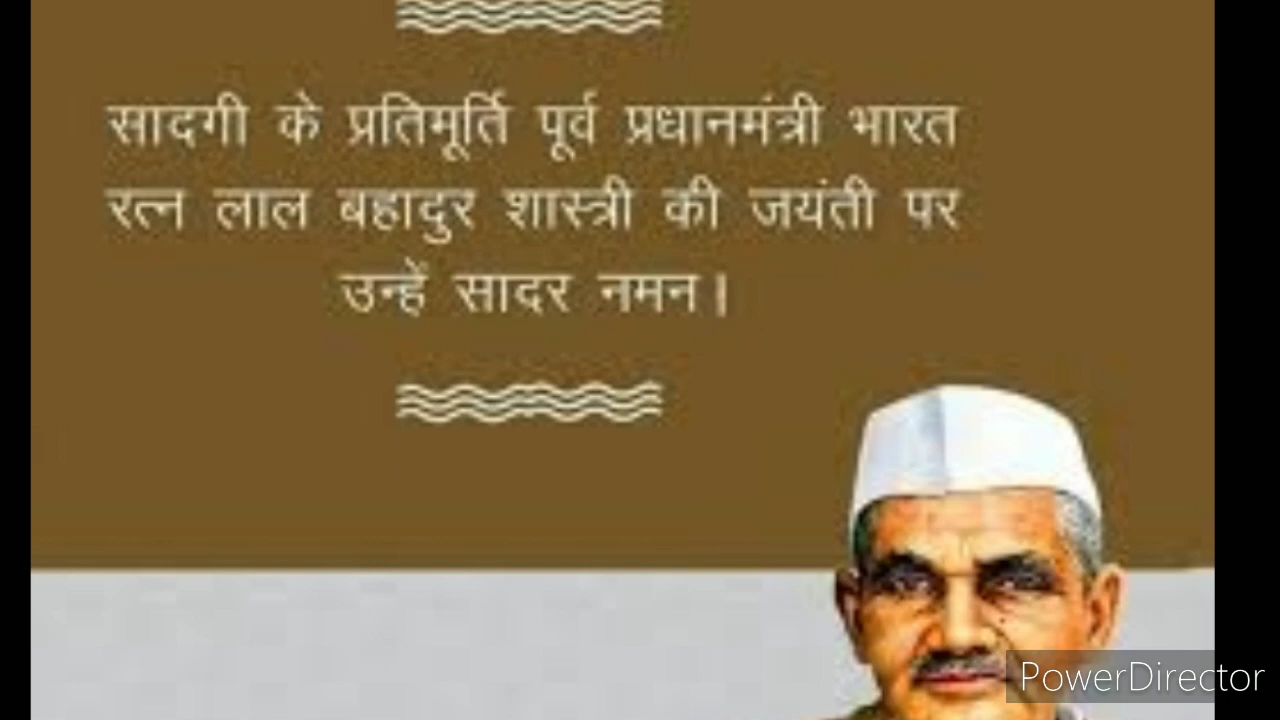 सादगी के प्रतिमूर्ति पूर्व प्रधानमंत्री भारत
रत्न लाल बहादुर शास्त्री की जयंती पर
उन्हें सादर नमन।
PowerDirector